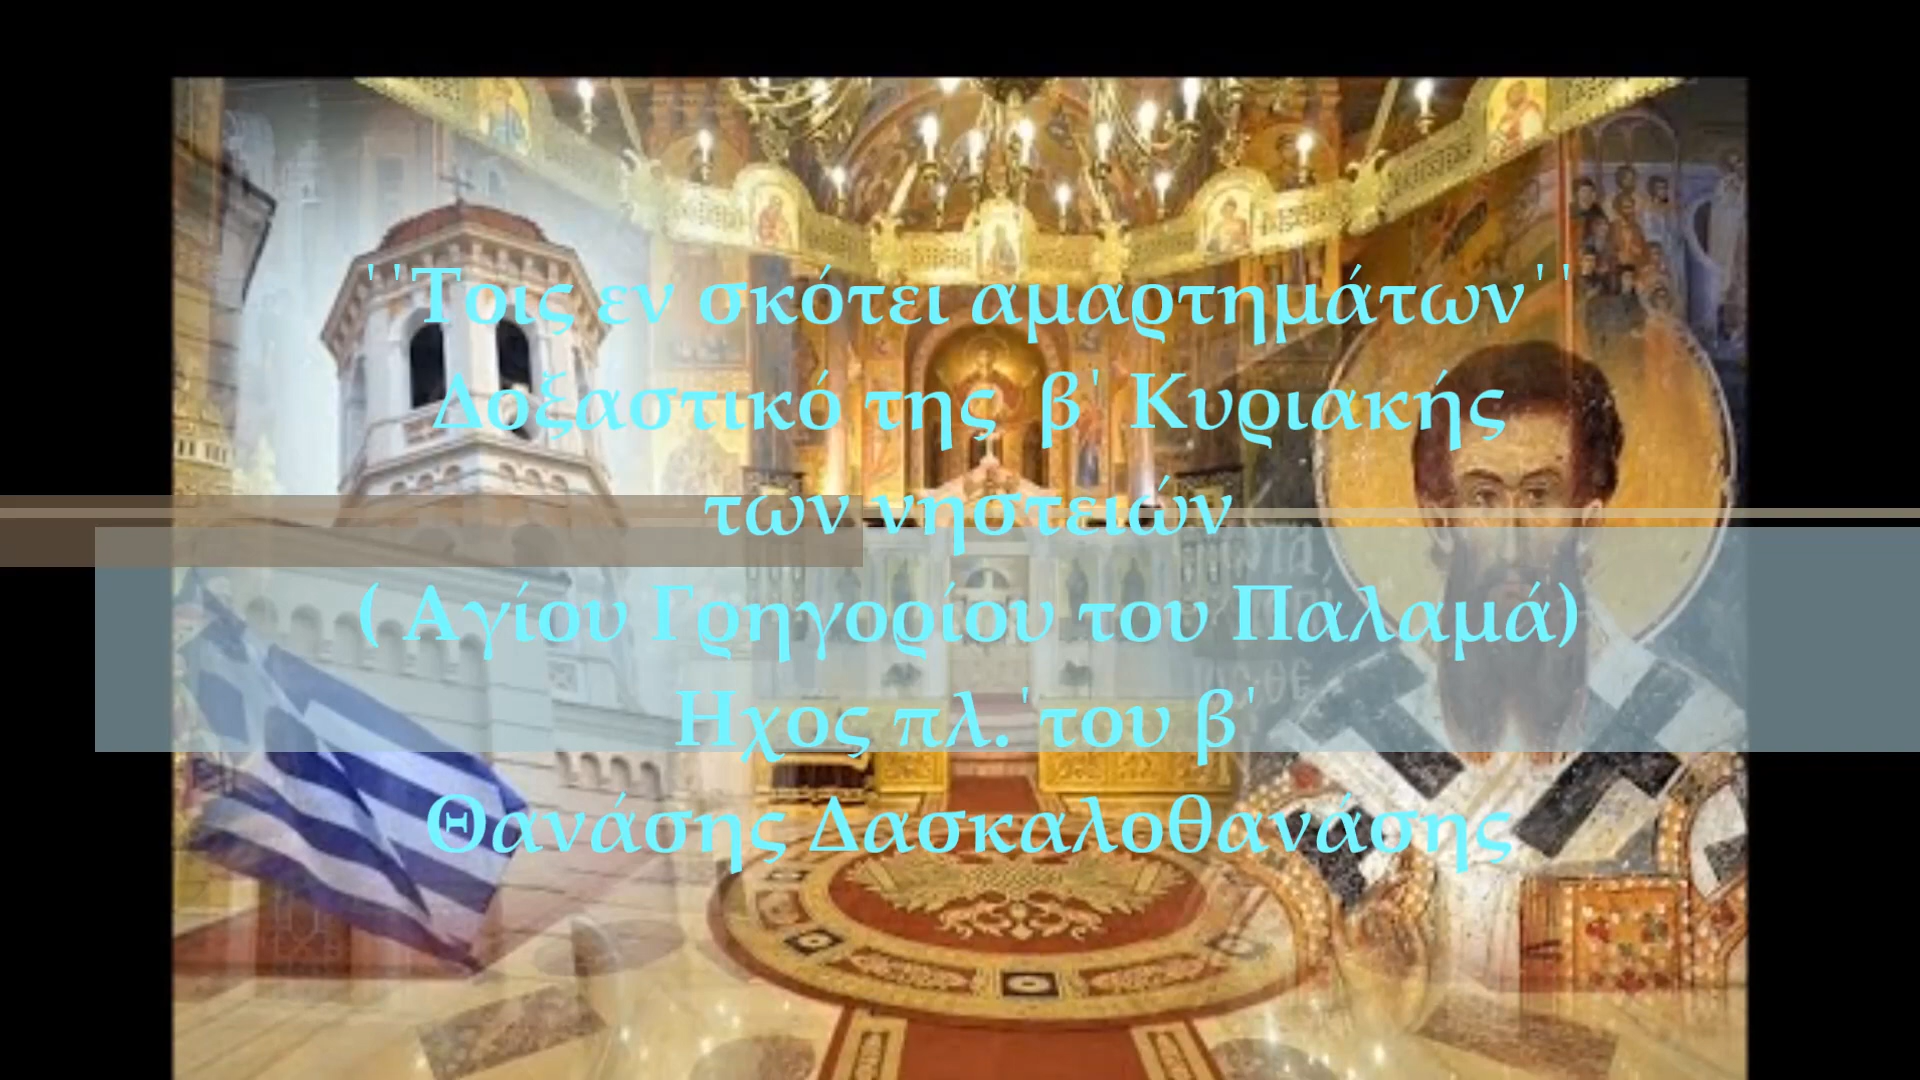 ΄΄Τοις εν σκότει αμαρτημάτων΄΄
Δοξαστικό της β΄ Κυριακής
των νηστειών
( Αγίου Γρηγορίου του Παλαμά)
Ηχος πλ.΄του β΄
Θανάσης Δασκαλοθανάσης